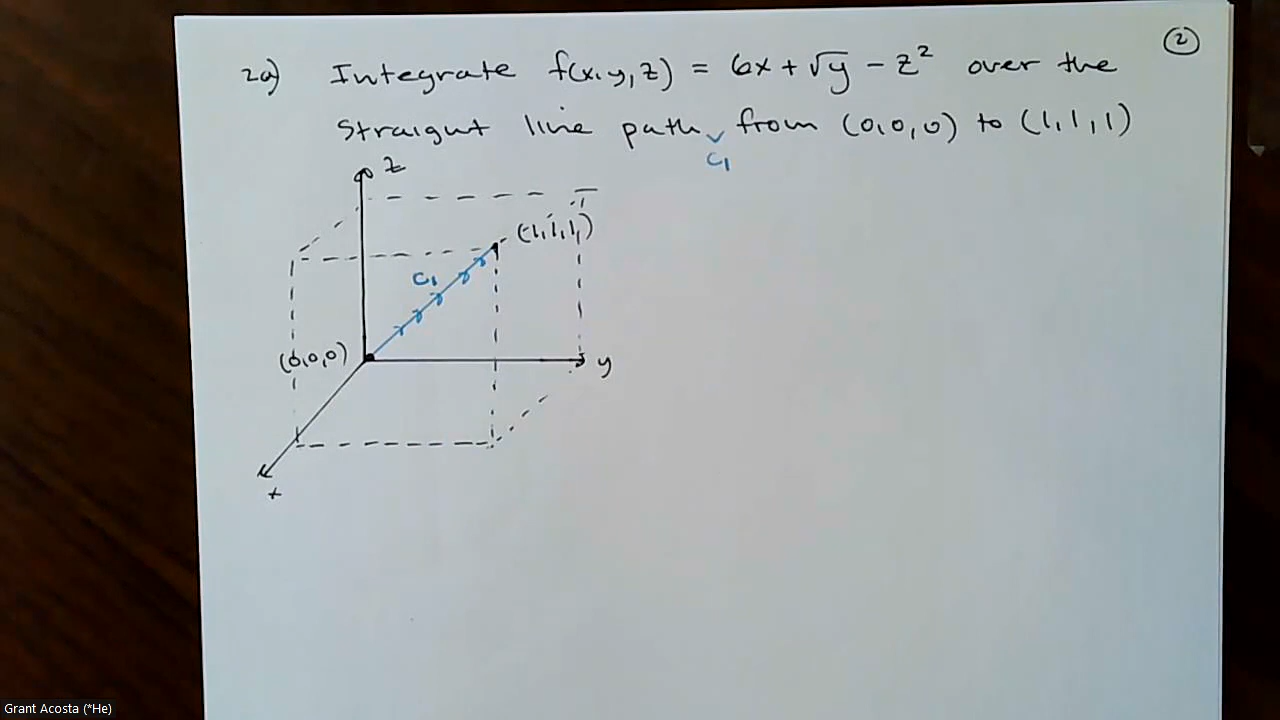 ②
2a) Integrate f(x,y,z) = 6x + √y - z² over the
straigut line path from (0,0,0) to (1,1,1)
C₁
z
(1,1,1)
C₁
(0,0,0)
y
x
Grant Acosta (*He)